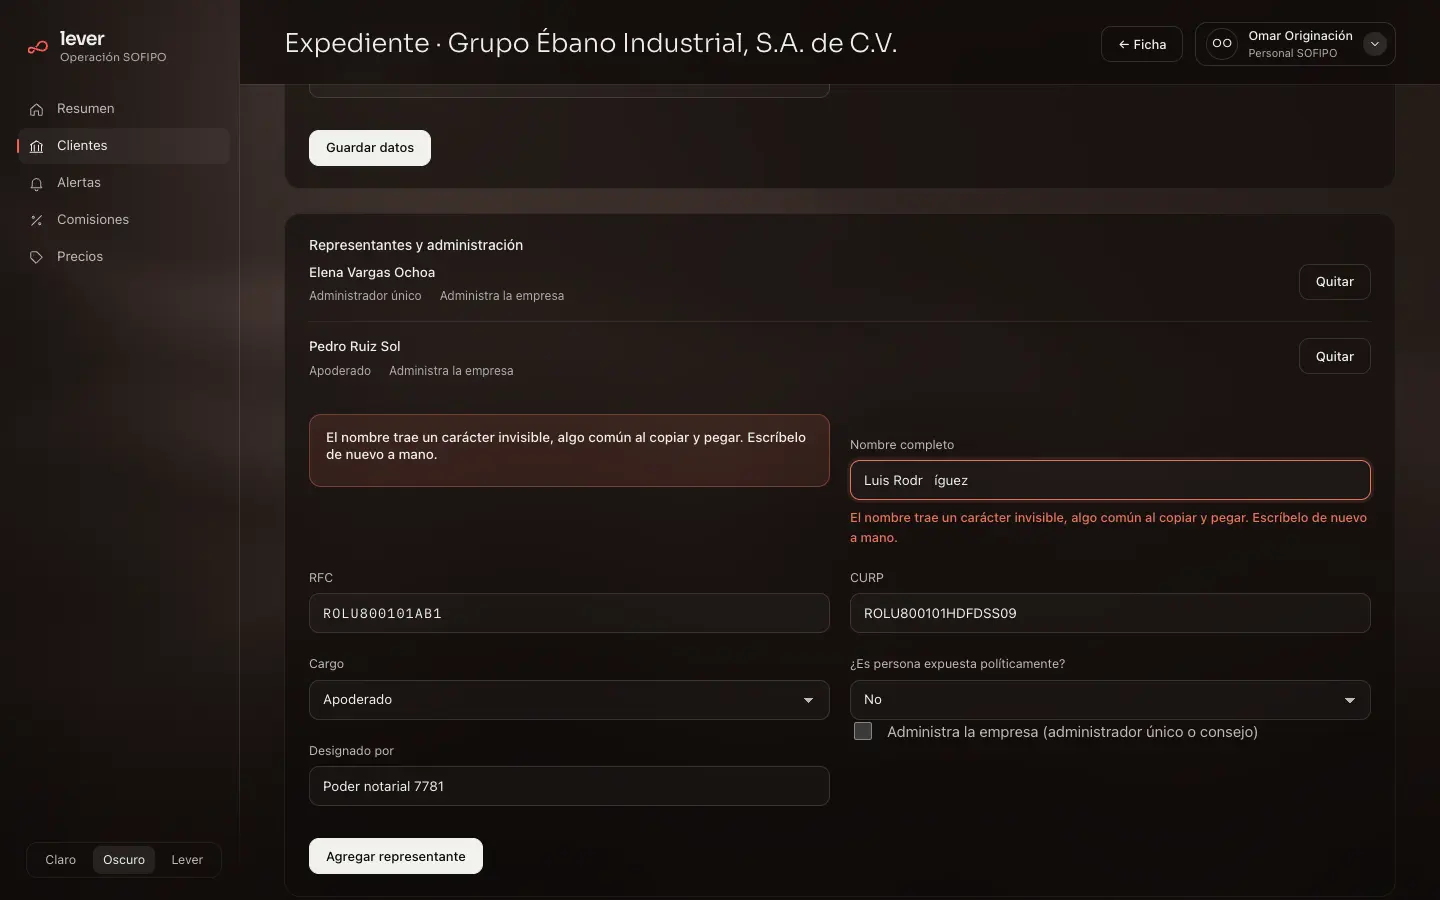 lever
Operación SOFIPO
Resumen
Clientes
Alertas
Comisiones
Precios
Claro
Oscuro
Lever
Expediente · Grupo Ébano Industrial, S.A. de C.V.
← Ficha
OO
Omar Originación
Personal SOFIPO
Guardar datos
Representantes y administración
Elena Vargas Ochoa
Administrador único Administra la empresa
Quitar
Pedro Ruiz Sol
Apoderado Administra la empresa
Quitar
El nombre trae un carácter invisible, algo común al copiar y pegar. Escríbelo
de nuevo a mano.
Nombre completo
Luis Rodr íguez
El nombre trae un carácter invisible, algo común al copiar y pegar. Escríbelo de nuevo
a mano.
RFC
ROLU800101AB1
CURP
ROLU800101HDFDSS09
Cargo
Apoderado
¿Es persona expuesta políticamente?
No
Administra la empresa (administrador único o consejo)
Designado por
Poder notarial 7781
Agregar representante